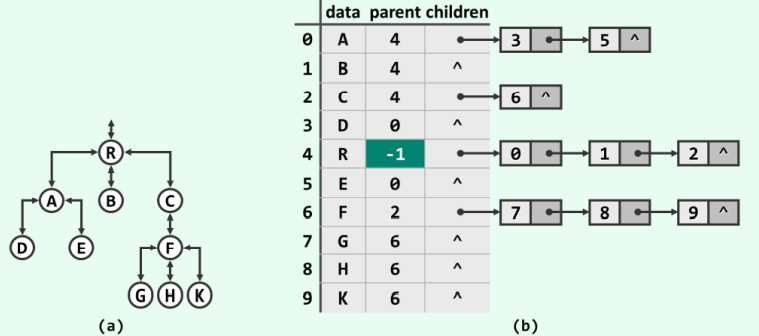 data parent children
0 A 4 3 5 ^
1 B 4 ^
2 C 4 6 ^
3 D 0 ^
4 R -1 0 1 2 ^
5 E 0 ^
6 F 2 7 8 9 ^
7 G 6 ^
8 H 6 ^
9 K 6 ^
R
A B C
D E F
G H K
(a) (b)